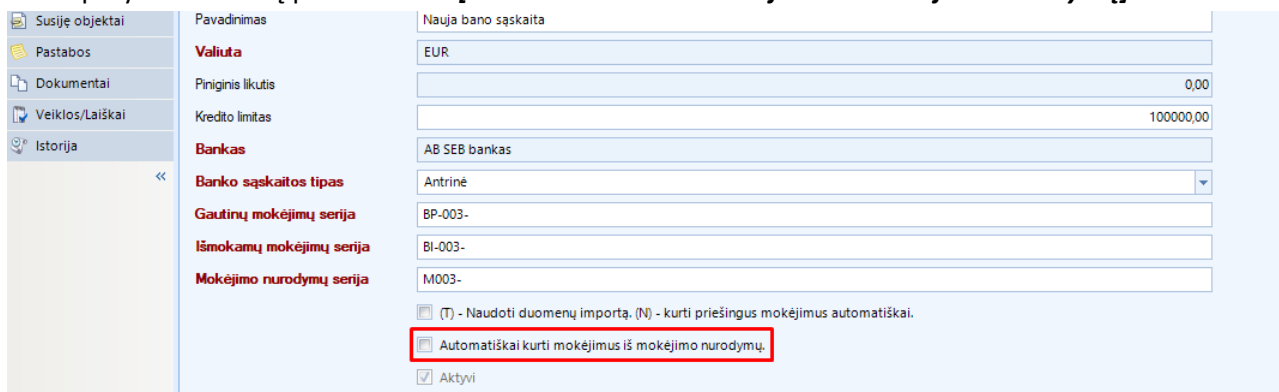 Susiję objektai
Pastabos
Dokumentai
Veiklos/Laiškai
Istorija
«
Pavadinimas Nauja bano sąskaita
Valiuta EUR
Piniginis likutis 0,00
Kredito limitas 100000,00
Bankas AB SEB bankas
Banko sąskaitos tipas Antrinė
Gautinų mokėjimų serija BP-003-
Išmokamų mokėjimų serija BI-003-
Mokėjimo nurodymų serija M003-
(T) - Naudoti duomenų importą. (N) - kurti priešingus mokėjimus automatiškai.
Automatiškai kurti mokėjimus iš mokėjimo nurodymų.
Aktyvi